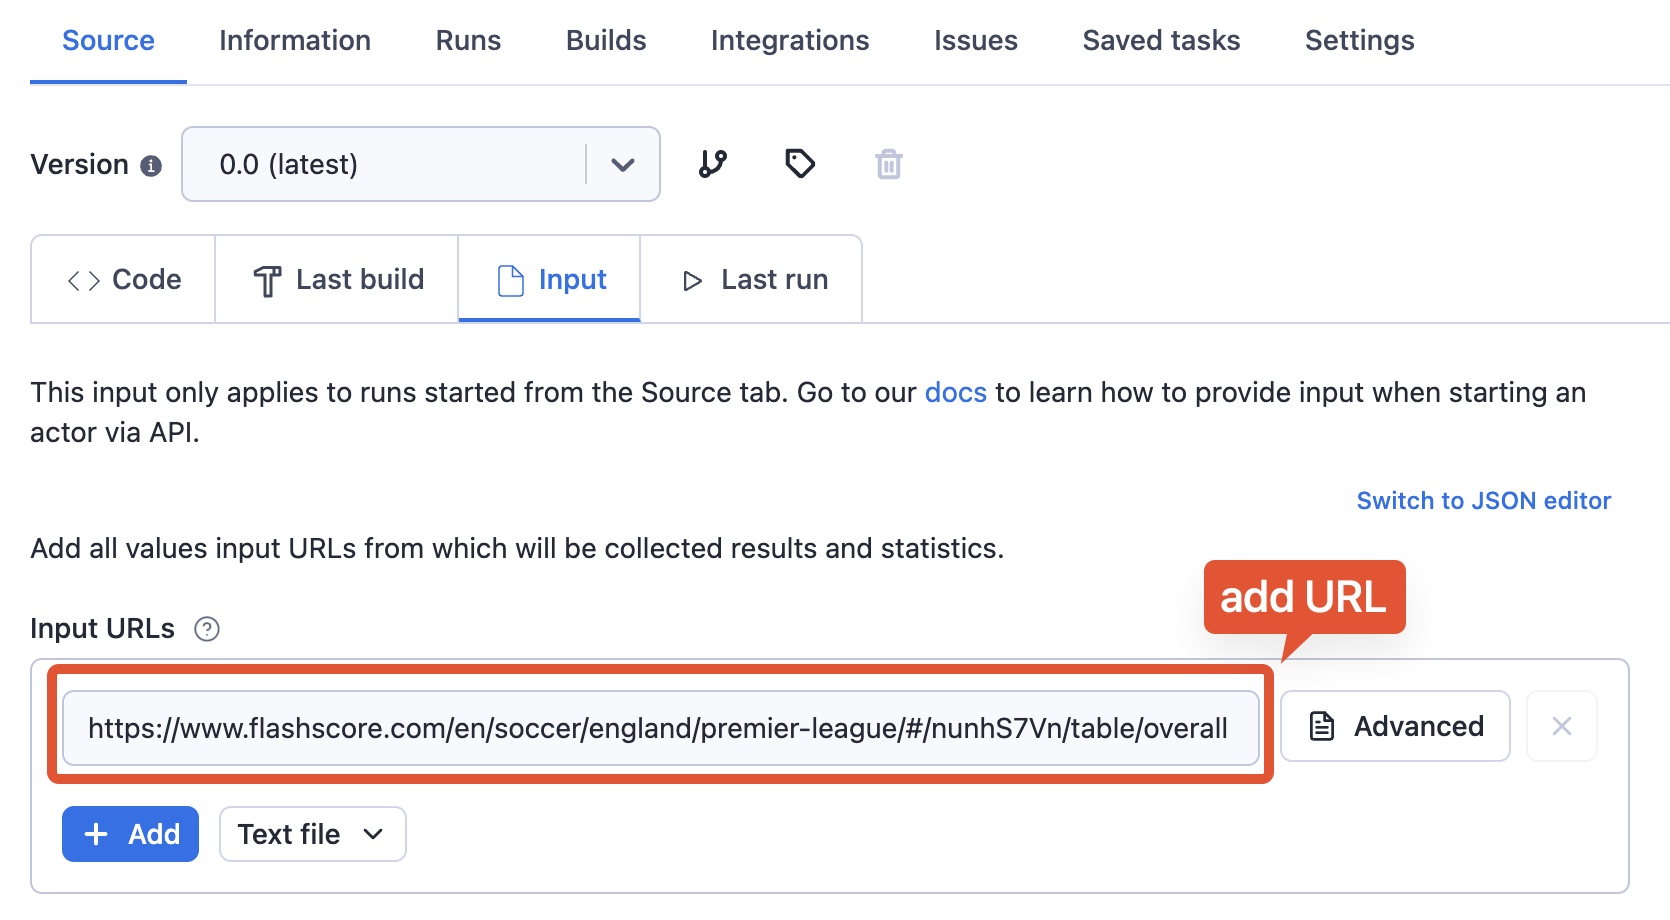 Source Information Runs Builds Integrations Issues Saved tasks Settings
Version 0.0 (latest)
Code Last build Input Last run
This input only applies to runs started from the Source tab. Go to our docs to learn how to provide input when starting an
actor via API.
Switch to JSON editor
Add all values input URLs from which will be collected results and statistics.
add URL
Input URLs
https://www.flashscore.com/en/soccer/england/premier-league/#/nunhS7Vn/table/overall Advanced
Add Text file